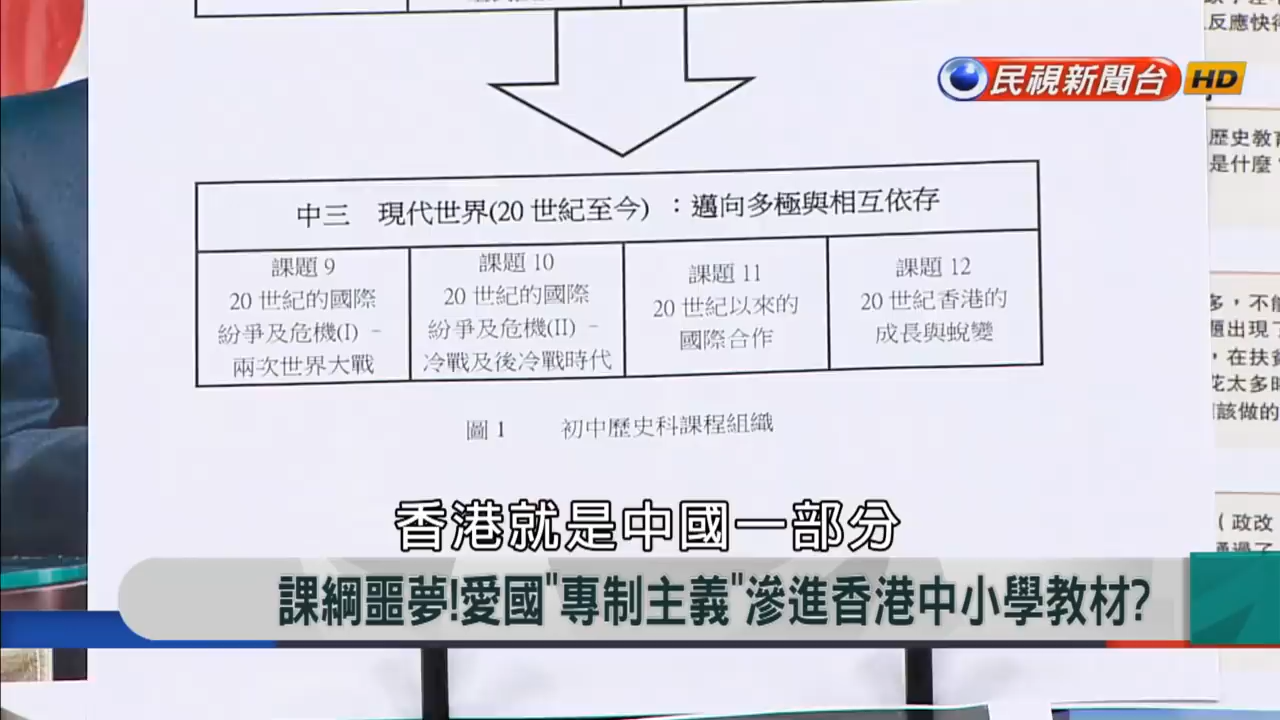 反應快得
民視新聞台 HD
歷史教育
是什麼
中三 現代世界(20 世紀至今)：邁向多極與相互依存
課題 9
20 世紀的國際
紛爭及危機(I) –
兩次世界大戰
課題 10
20 世紀的國際
紛爭及危機(II) –
冷戰及後冷戰時代
課題 11
20 世紀以來的
國際合作
課題 12
20 世紀香港的
成長與蛻變
多，不能
題出現
，在扶
花太多時
該做的
圖 1 初中歷史科課程組織
香港就是中國一部分
（政改
通過了
課綱噩夢!愛國"專制主義"滲進香港中小學教材?